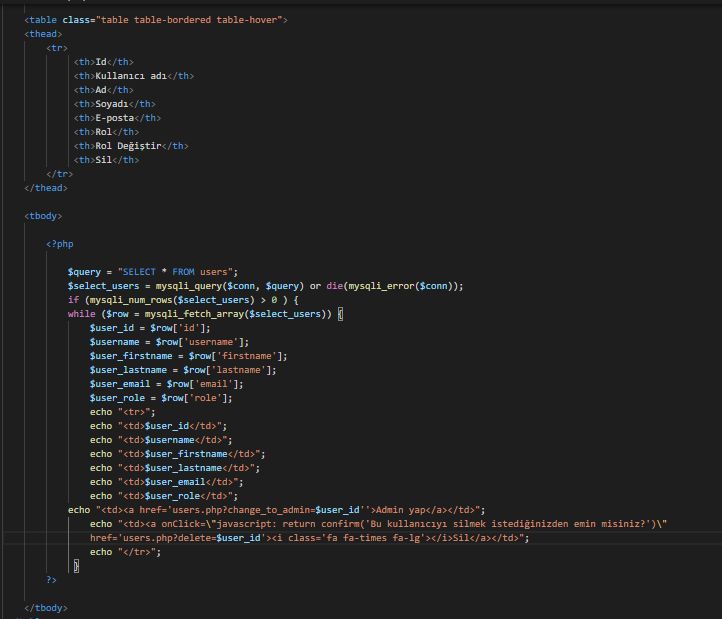 <table class="table table-bordered table-hover">
<thead>
<tr>
<th>Id</th>
<th>Kullanıcı adı</th>
<th>Ad</th>
<th>Soyadı</th>
<th>E-posta</th>
<th>Rol</th>
<th>Rol Değiştir</th>
<th>Sil</th>
</tr>
</thead>
<tbody>
<?php
$query = "SELECT * FROM users";
$select_users = mysqli_query($conn, $query) or die(mysqli_error($conn));
if (mysqli_num_rows($select_users) > 0 ) {
while ($row = mysqli_fetch_array($select_users)) {
$user_id = $row['id'];
$username = $row['username'];
$user_firstname = $row['firstname'];
$user_lastname = $row['lastname'];
$user_email = $row['email'];
$user_role = $row['role'];
echo "<tr>";
echo "<td>$user_id</td>";
echo "<td>$username</td>";
echo "<td>$user_firstname</td>";
echo "<td>$user_lastname</td>";
echo "<td>$user_email</td>";
echo "<td>$user_role</td>";
echo "<td><a href='users.php?change_to_admin=$user_id''>Admin yap</a></td>";
echo "<td><a onClick=\"javascript: return confirm('Bu kullanıcıyı silmek istediğinizden emin misiniz?')\"
href='users.php?delete=$user_id'><i class='fa fa-times fa-lg'></i>Sil</a></td>";
echo "</tr>";
}
?>
</tbody>